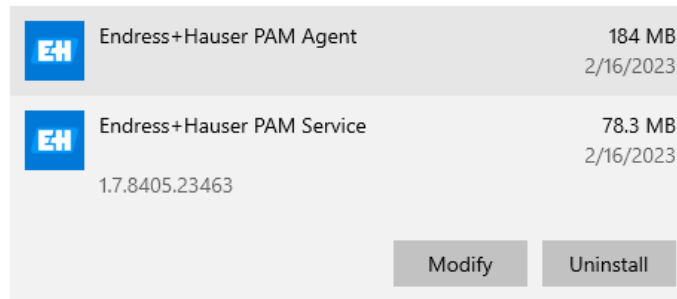 E+H Endress+Hauser PAM Agent 184 MB
2/16/2023
E+H Endress+Hauser PAM Service 78.3 MB
2/16/2023
1.7.8405.23463
Modify Uninstall